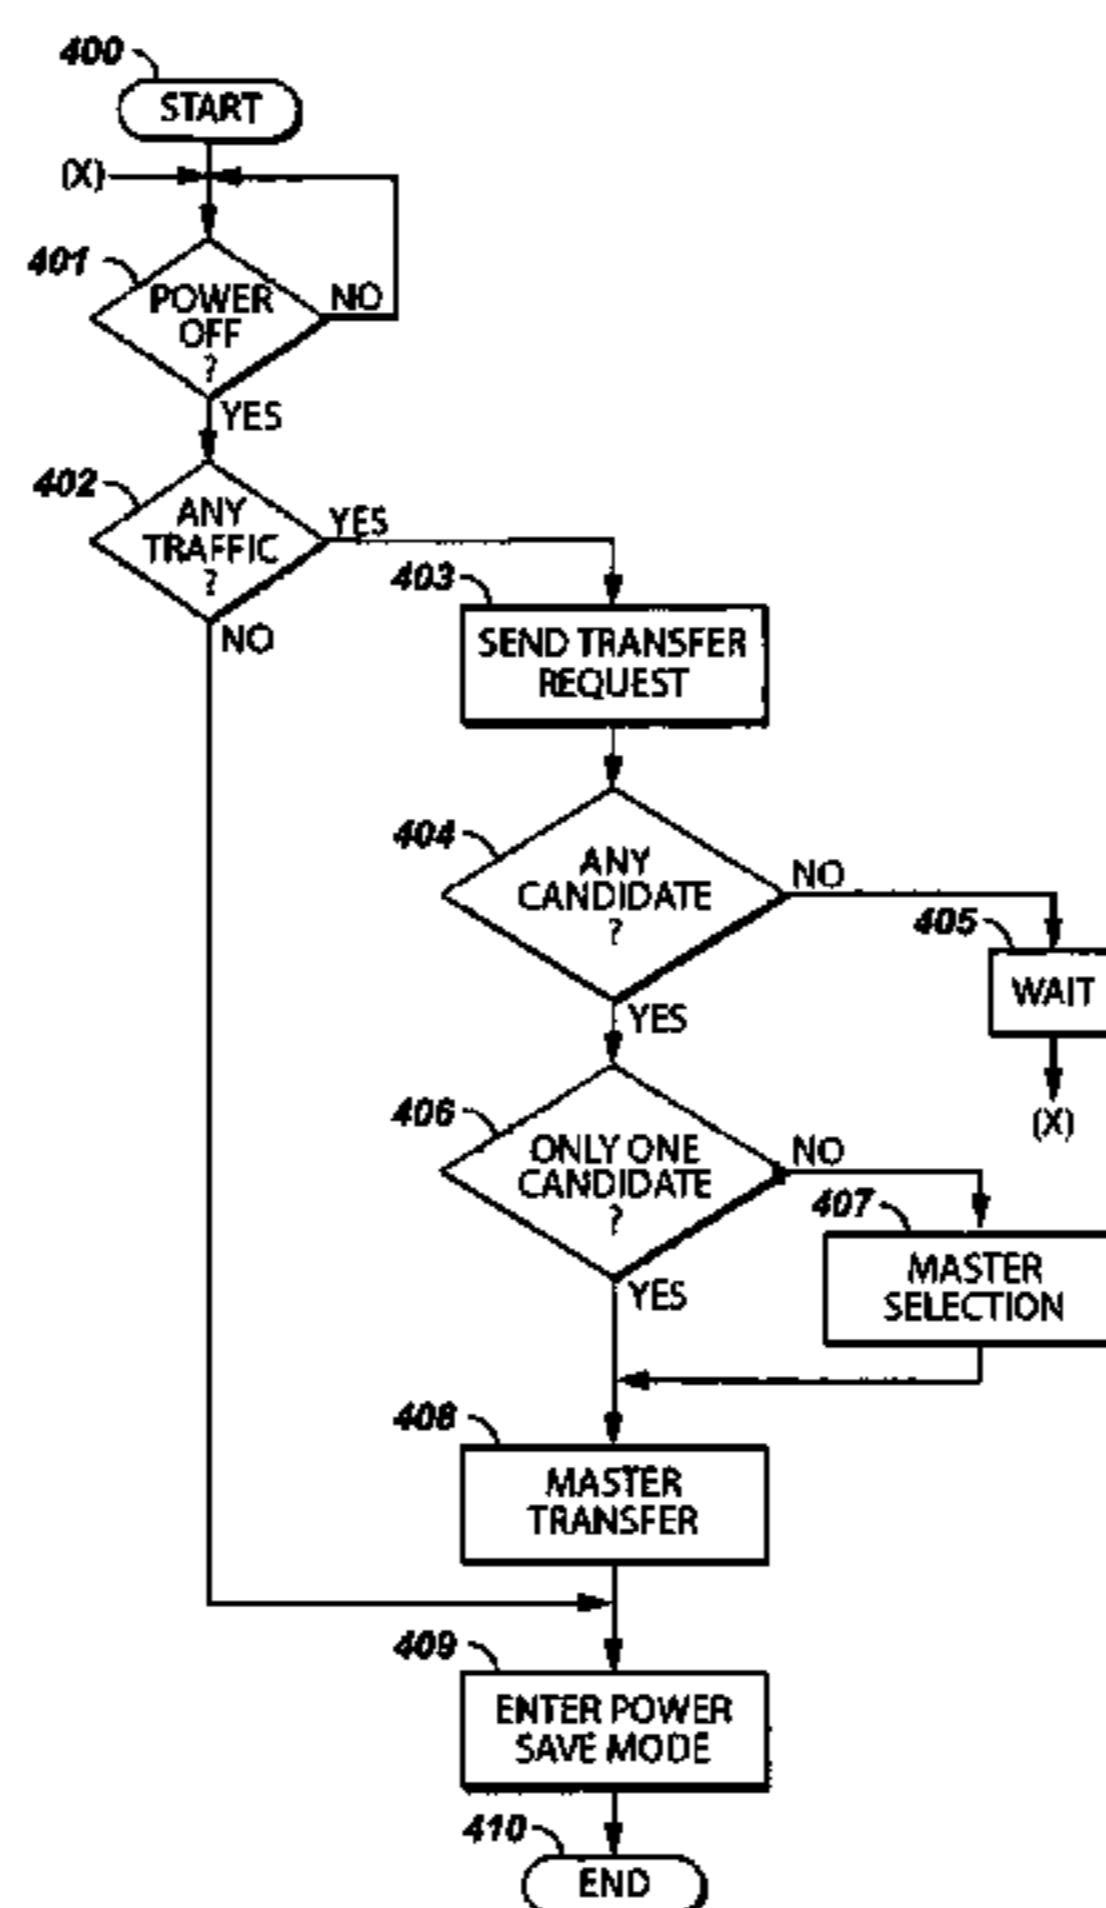 400
START
(X)
401
POWER
OFF
?
NO
YES
402
ANY
TRAFFIC
?
YES
NO
403
SEND TRANSFER
REQUEST
404
ANY
CANDIDATE
?
NO
405
WAIT
(X)
YES
406
ONLY ONE
CANDIDATE
?
NO
407
MASTER
SELECTION
YES
408
MASTER
TRANSFER
409
ENTER POWER
SAVE MODE
410
END